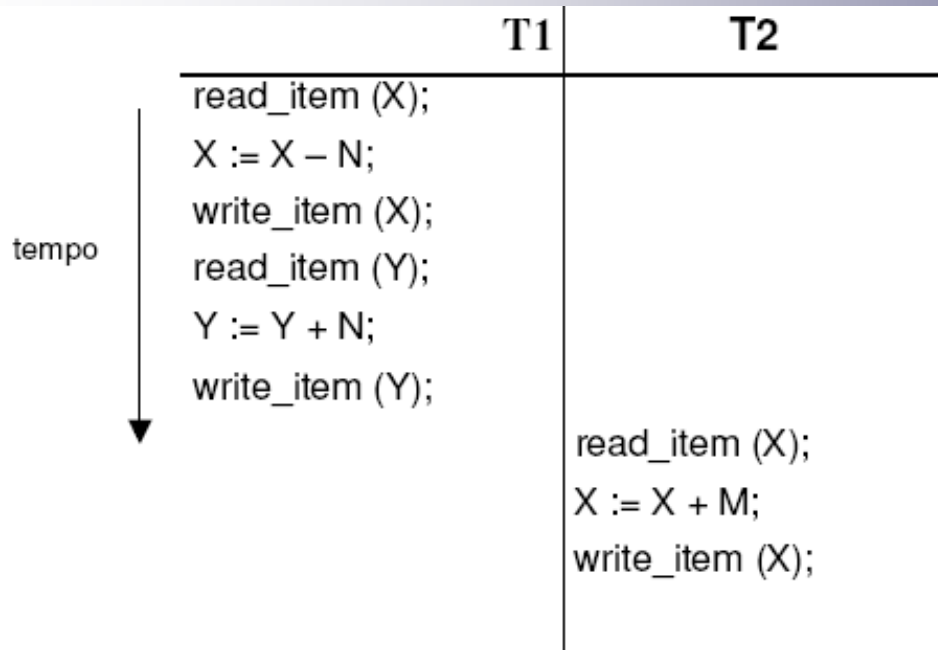 T1 T2
read_item (X);
X := X – N;
write_item (X);
tempo
read_item (Y);
Y := Y + N;
write_item (Y);
read_item (X);
X := X + M;
write_item (X);